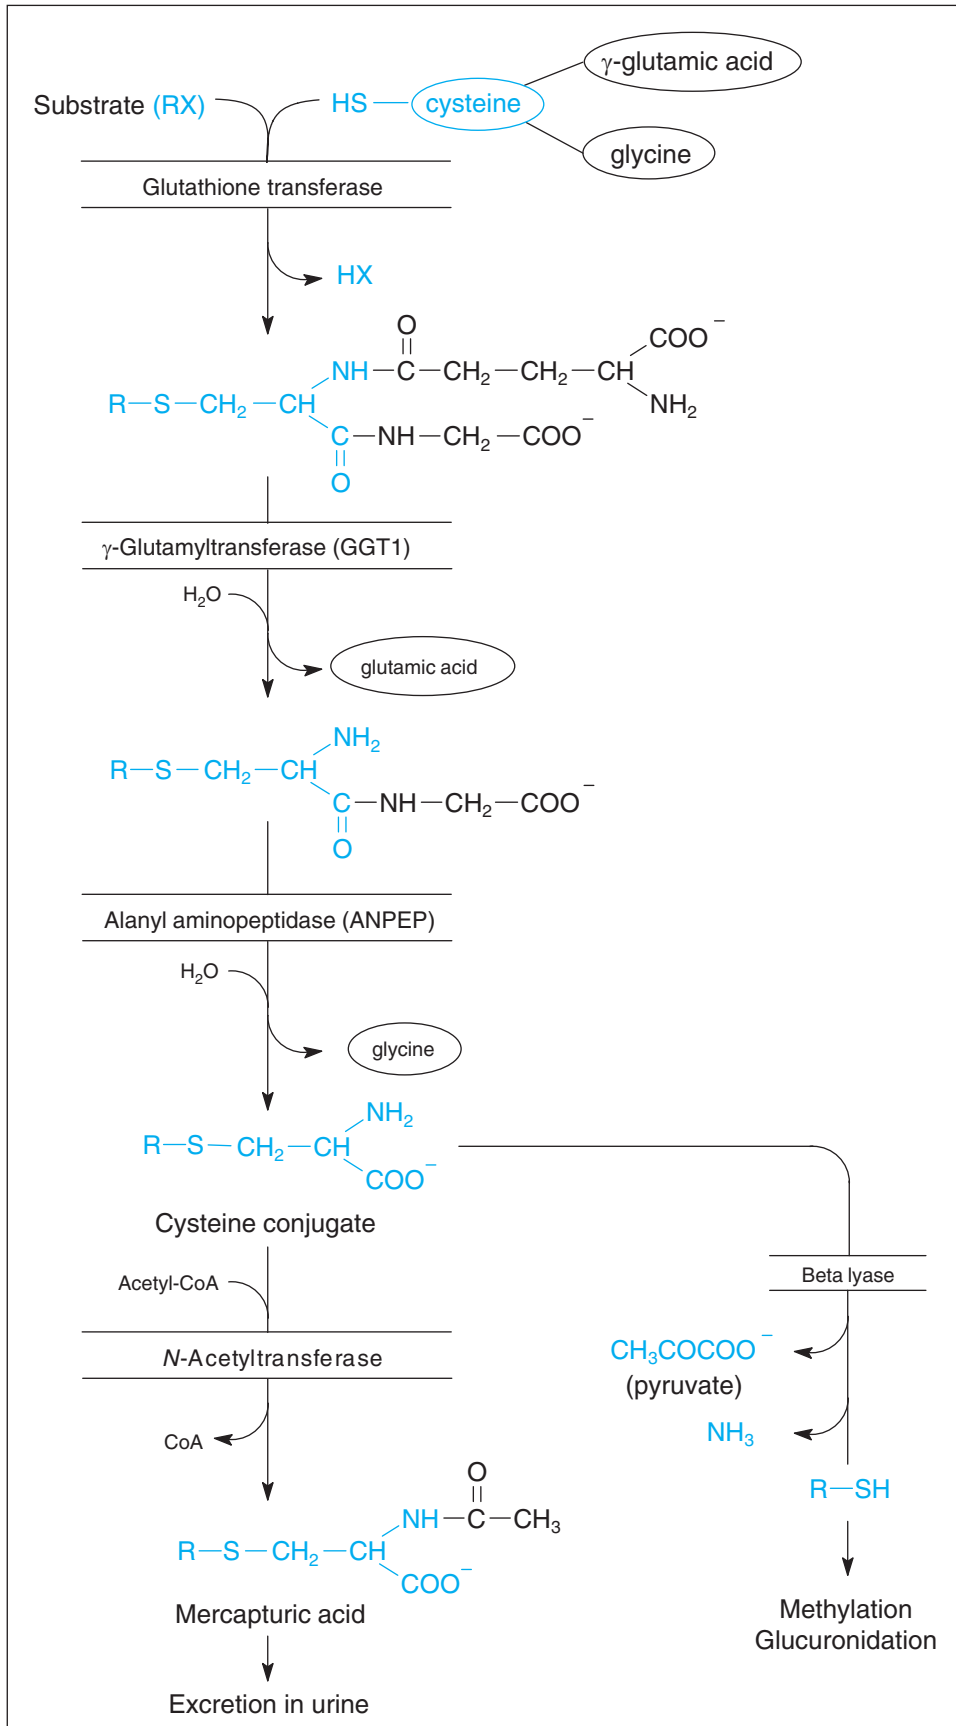 γ-glutamic acid
Substrate (RX)
HS — cysteine
glycine
Glutathione transferase
HX
O
COO⁻
NH — C — CH₂ — CH₂ — CH
R — S — CH₂ — CH
NH₂
C — NH — CH₂ — COO⁻
O
γ-Glutamyltransferase (GGT1)
H₂O
glutamic acid
NH₂
R — S — CH₂ — CH
C — NH — CH₂ — COO⁻
O
Alanyl aminopeptidase (ANPEP)
H₂O
glycine
NH₂
R — S — CH₂ — CH
COO⁻
Cysteine conjugate
Acetyl-CoA
Beta lyase
N-Acetyltransferase
CH₃COCOO⁻
(pyruvate)
CoA
NH₃
O
R — SH
NH — C — CH₃
R — S — CH₂ — CH
COO⁻
Mercapturic acid
Methylation
Glucuronidation
Excretion in urine